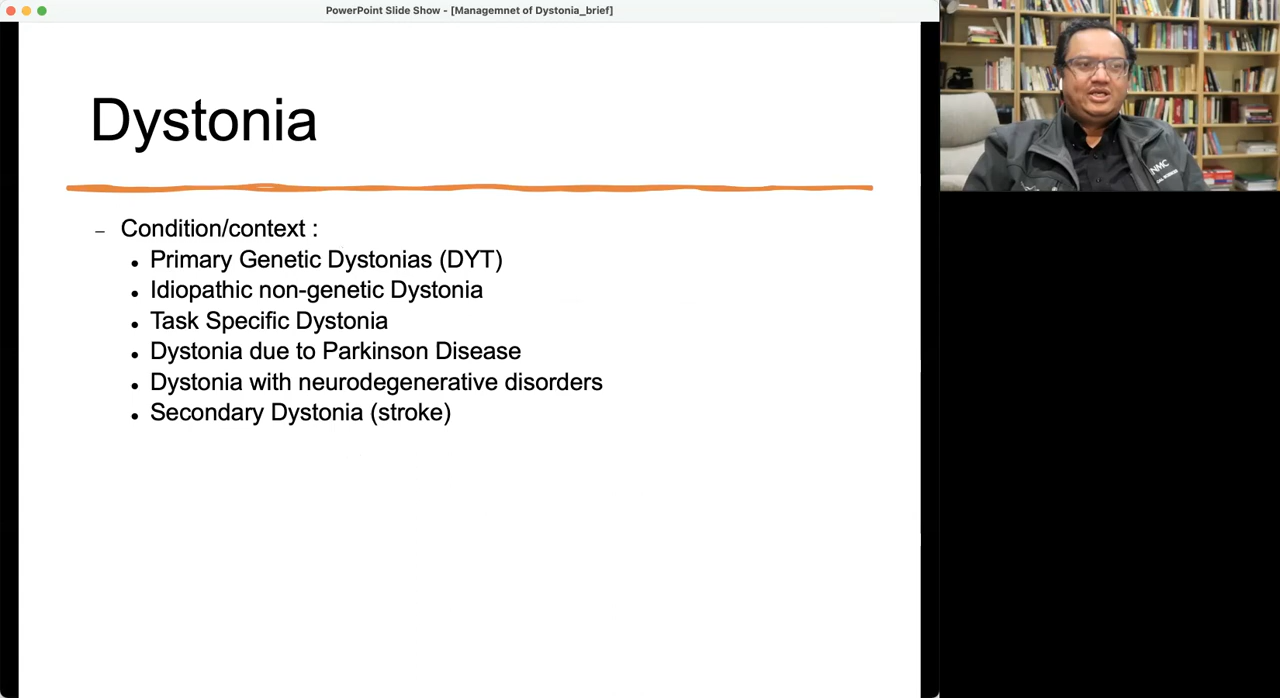 PowerPoint Slide Show - [Managemnet of Dystonia_brief]
Dystonia
– Condition/context :
• Primary Genetic Dystonias (DYT)
• Idiopathic non-genetic Dystonia
• Task Specific Dystonia
• Dystonia due to Parkinson Disease
• Dystonia with neurodegenerative disorders
• Secondary Dystonia (stroke)
NMC